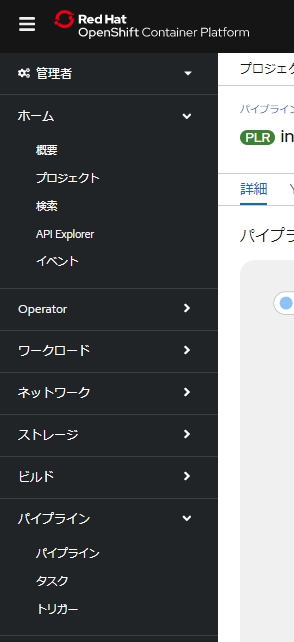 Red Hat
OpenShift Container Platform
管理者
プロジェク
ホーム
パイプライン
PLR in
概要
プロジェクト
詳細
検索
API Explorer
パイプラ
イベント
Operator
ワークロード
ネットワーク
ストレージ
ビルド
パイプライン
パイプライン
タスク
トリガー